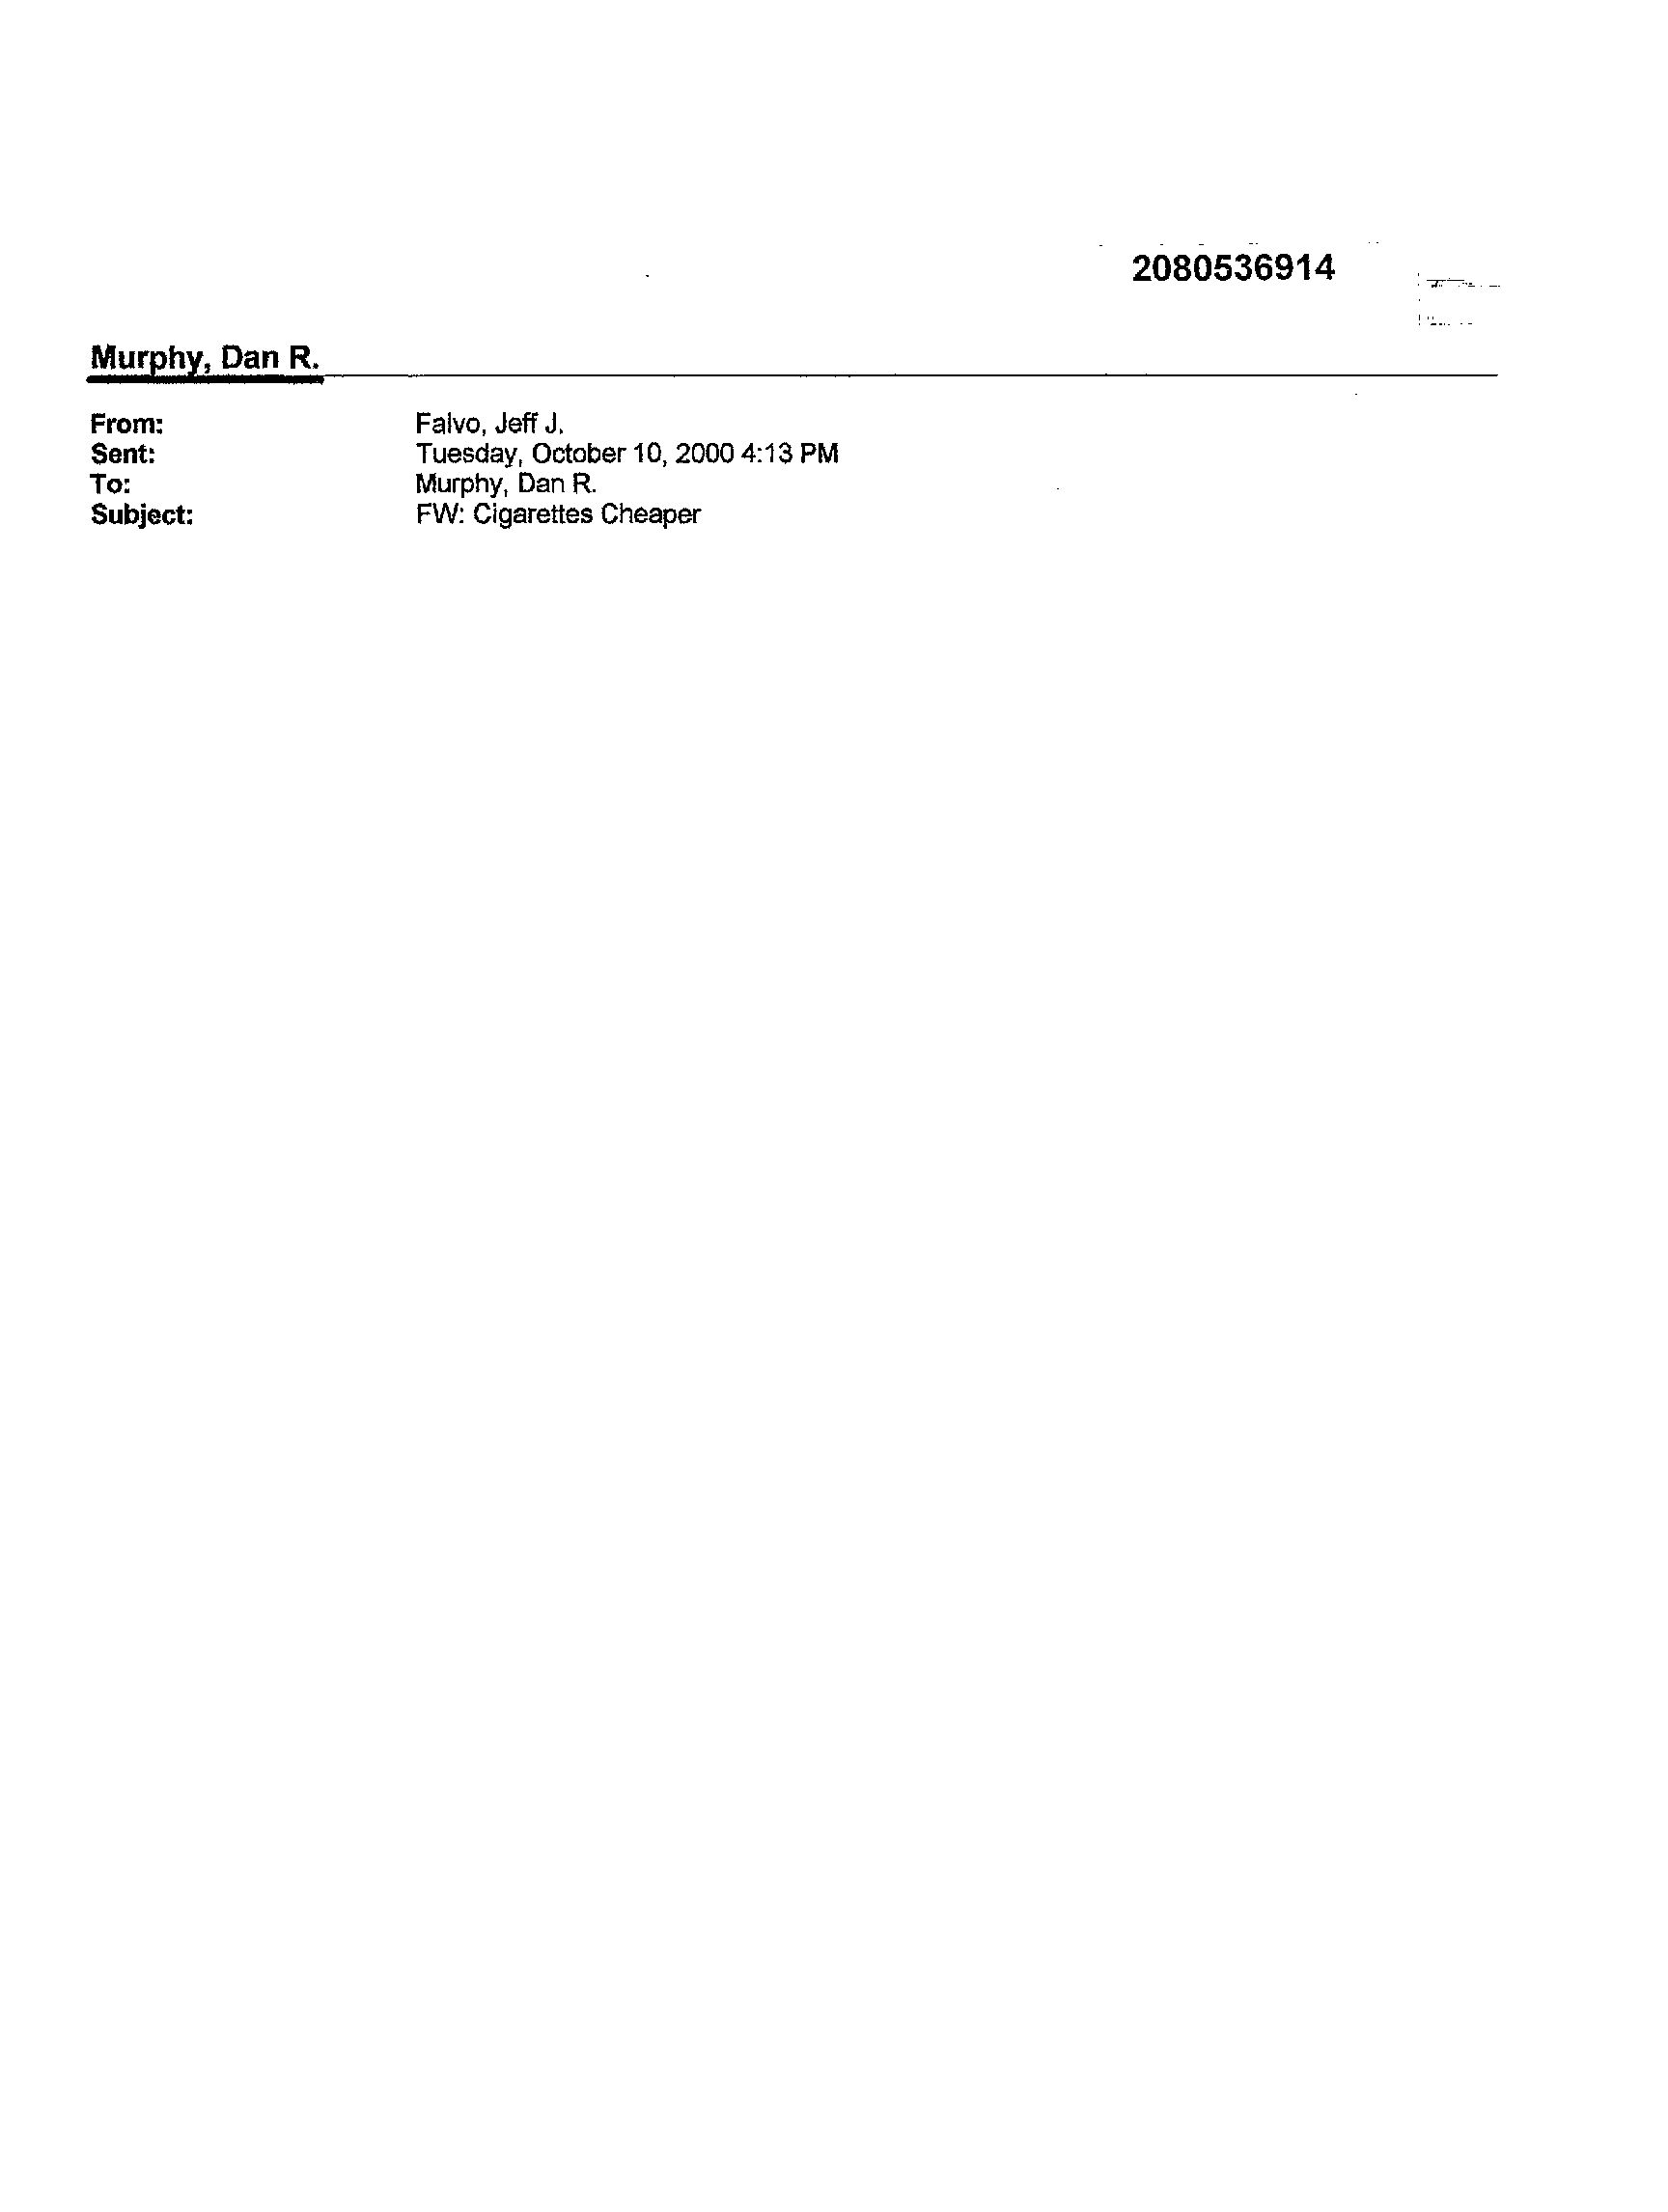 2080536914
Murphy, Dan R.
From: Falvo, Jeff J.
Sent: Tuesday, October 10, 2000 4:13 PM
To: Murphy, Dan R.
Subject: FW: Cigarettes Cheaper